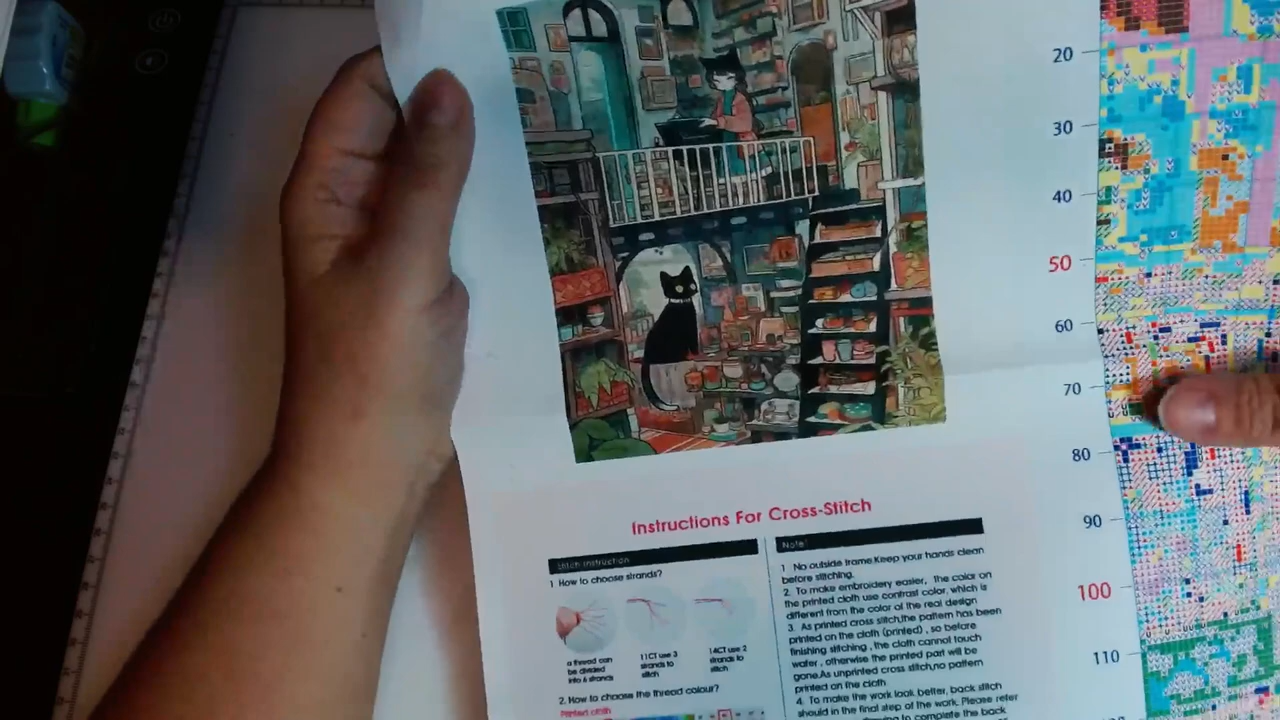 20
30
40
50
60
70
80
90
100
110
Instructions For Cross-Stitch
Stitch Instruction
1 How to choose strands?
a thread can
be divided
into 6 strands
11CT use 3
strands to
stitch
14CT use 2
strands to
stitch
2. How to choose the thread colour?
Printed cloth
Note!
1 No outside frame.Keep your hands clean
before stitching.
2. To make embroidery easier, The color on
the printed cloth use contrast color, which is
different from the color of the real design
3. As printed cross stitch,the pattern has been
printed on the cloth (printed) , so before
finishing stitching , the cloth cannot touch
water , otherwise the printed part will be
gone.As unprinted cross stitch,no pattern
printed on the cloth
4. To make the work look better, back stitch
should in the final step of the work. Please refer
to complete the back